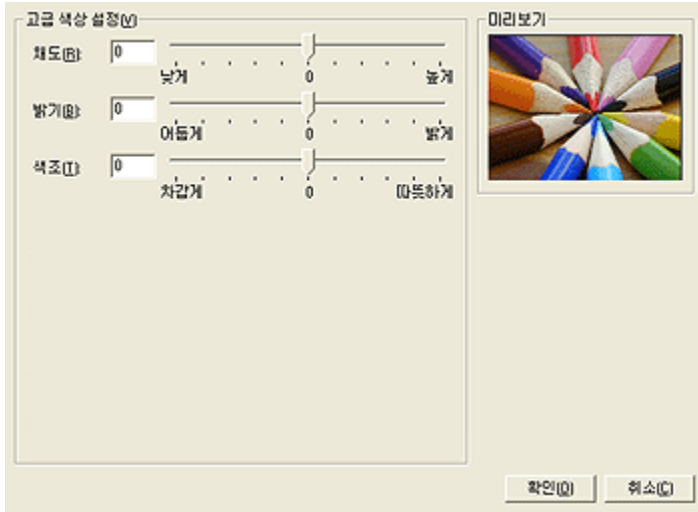 고급 색상 설정(V)
미리보기
채도(R): 0
낮게 0 높게
밝기(B): 0
어둡게 0 밝게
색조(T): 0
차갑게 0 따뜻하게
확인(O) 취소(C)